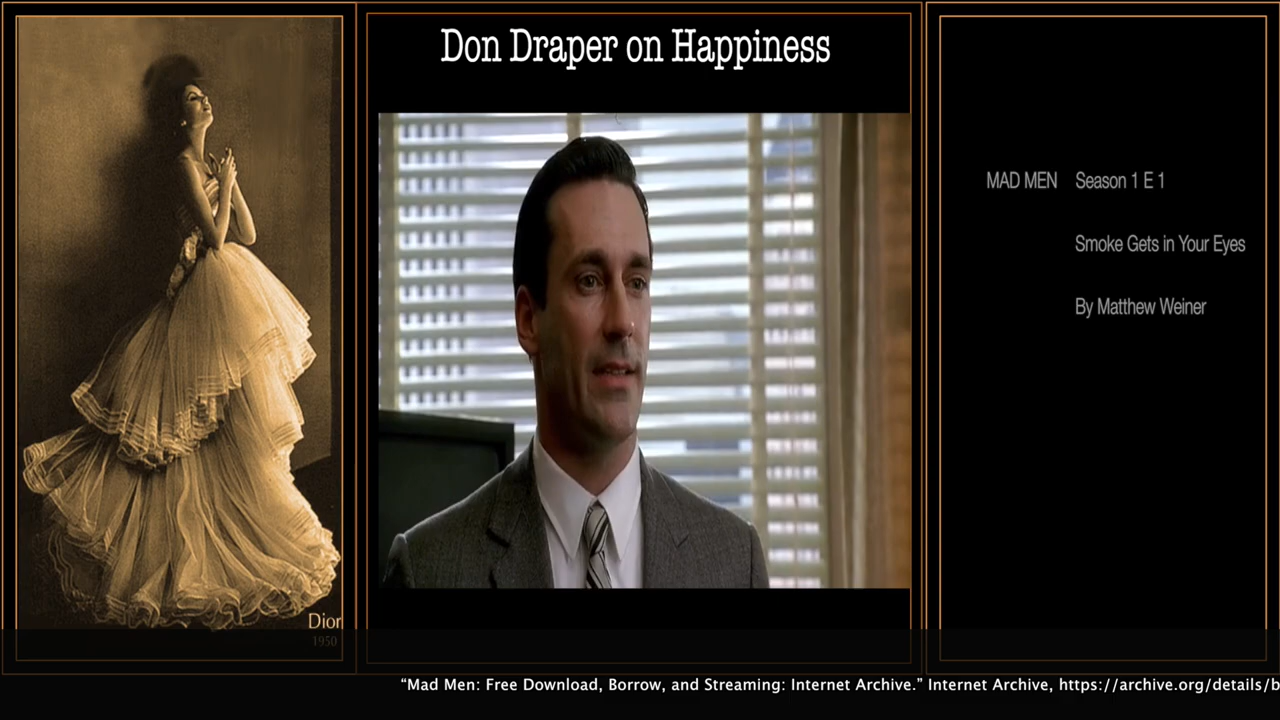 Don Draper on Happiness
MAD MEN Season 1 E 1
Smoke Gets in Your Eyes
By Matthew Weiner
Dior
1950
“Mad Men: Free Download, Borrow, and Streaming: Internet Archive.” Internet Archive, https://archive.org/details/b